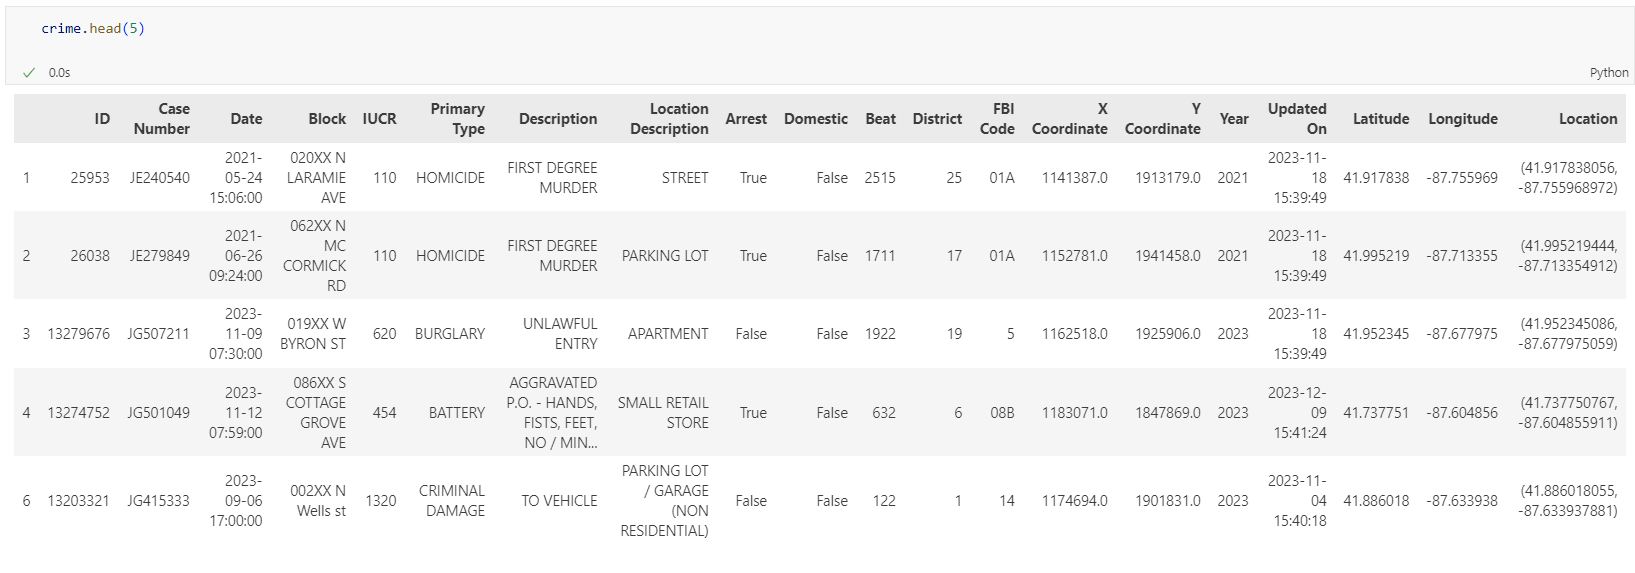 crime.head(5)
0.0s
Python
ID Case Number Date Block IUCR Primary Type Description Location Description Arrest Domestic Beat District FBI Code X Coordinate Y Coordinate Year Updated On Latitude Longitude Location
1 25953 JE240540 2021-05-24 15:06:00 020XX N LARAMIE AVE 110 HOMICIDE FIRST DEGREE MURDER STREET True False 2515 25 01A 1141387.0 1913179.0 2021 2023-11-18 15:39:49 41.917838 -87.755969 (41.917838056, -87.755968972)
2 26038 JE279849 2021-06-26 09:24:00 062XX N MC CORMICK RD 110 HOMICIDE FIRST DEGREE MURDER PARKING LOT True False 1711 17 01A 1152781.0 1941458.0 2021 2023-11-18 15:39:49 41.995219 -87.713355 (41.995219444, -87.713354912)
3 13279676 JG507211 2023-11-09 07:30:00 019XX W BYRON ST 620 BURGLARY UNLAWFUL ENTRY APARTMENT False False 1922 19 5 1162518.0 1925906.0 2023 2023-11-18 15:39:49 41.952345 -87.677975 (41.952345086, -87.677975059)
4 13274752 JG501049 2023-11-12 07:59:00 086XX S COTTAGE GROVE AVE 454 BATTERY AGGRAVATED P.O. - HANDS, FISTS, FEET, NO / MIN... SMALL RETAIL STORE True False 632 6 08B 1183071.0 1847869.0 2023 2023-12-09 15:41:24 41.737751 -87.604856 (41.737750767, -87.604855911)
6 13203321 JG415333 2023-09-06 17:00:00 002XX N Wells st 1320 CRIMINAL DAMAGE TO VEHICLE PARKING LOT / GARAGE (NON RESIDENTIAL) False False 122 1 14 1174694.0 1901831.0 2023 2023-11-04 15:40:18 41.886018 -87.633938 (41.886018055, -87.633937881)